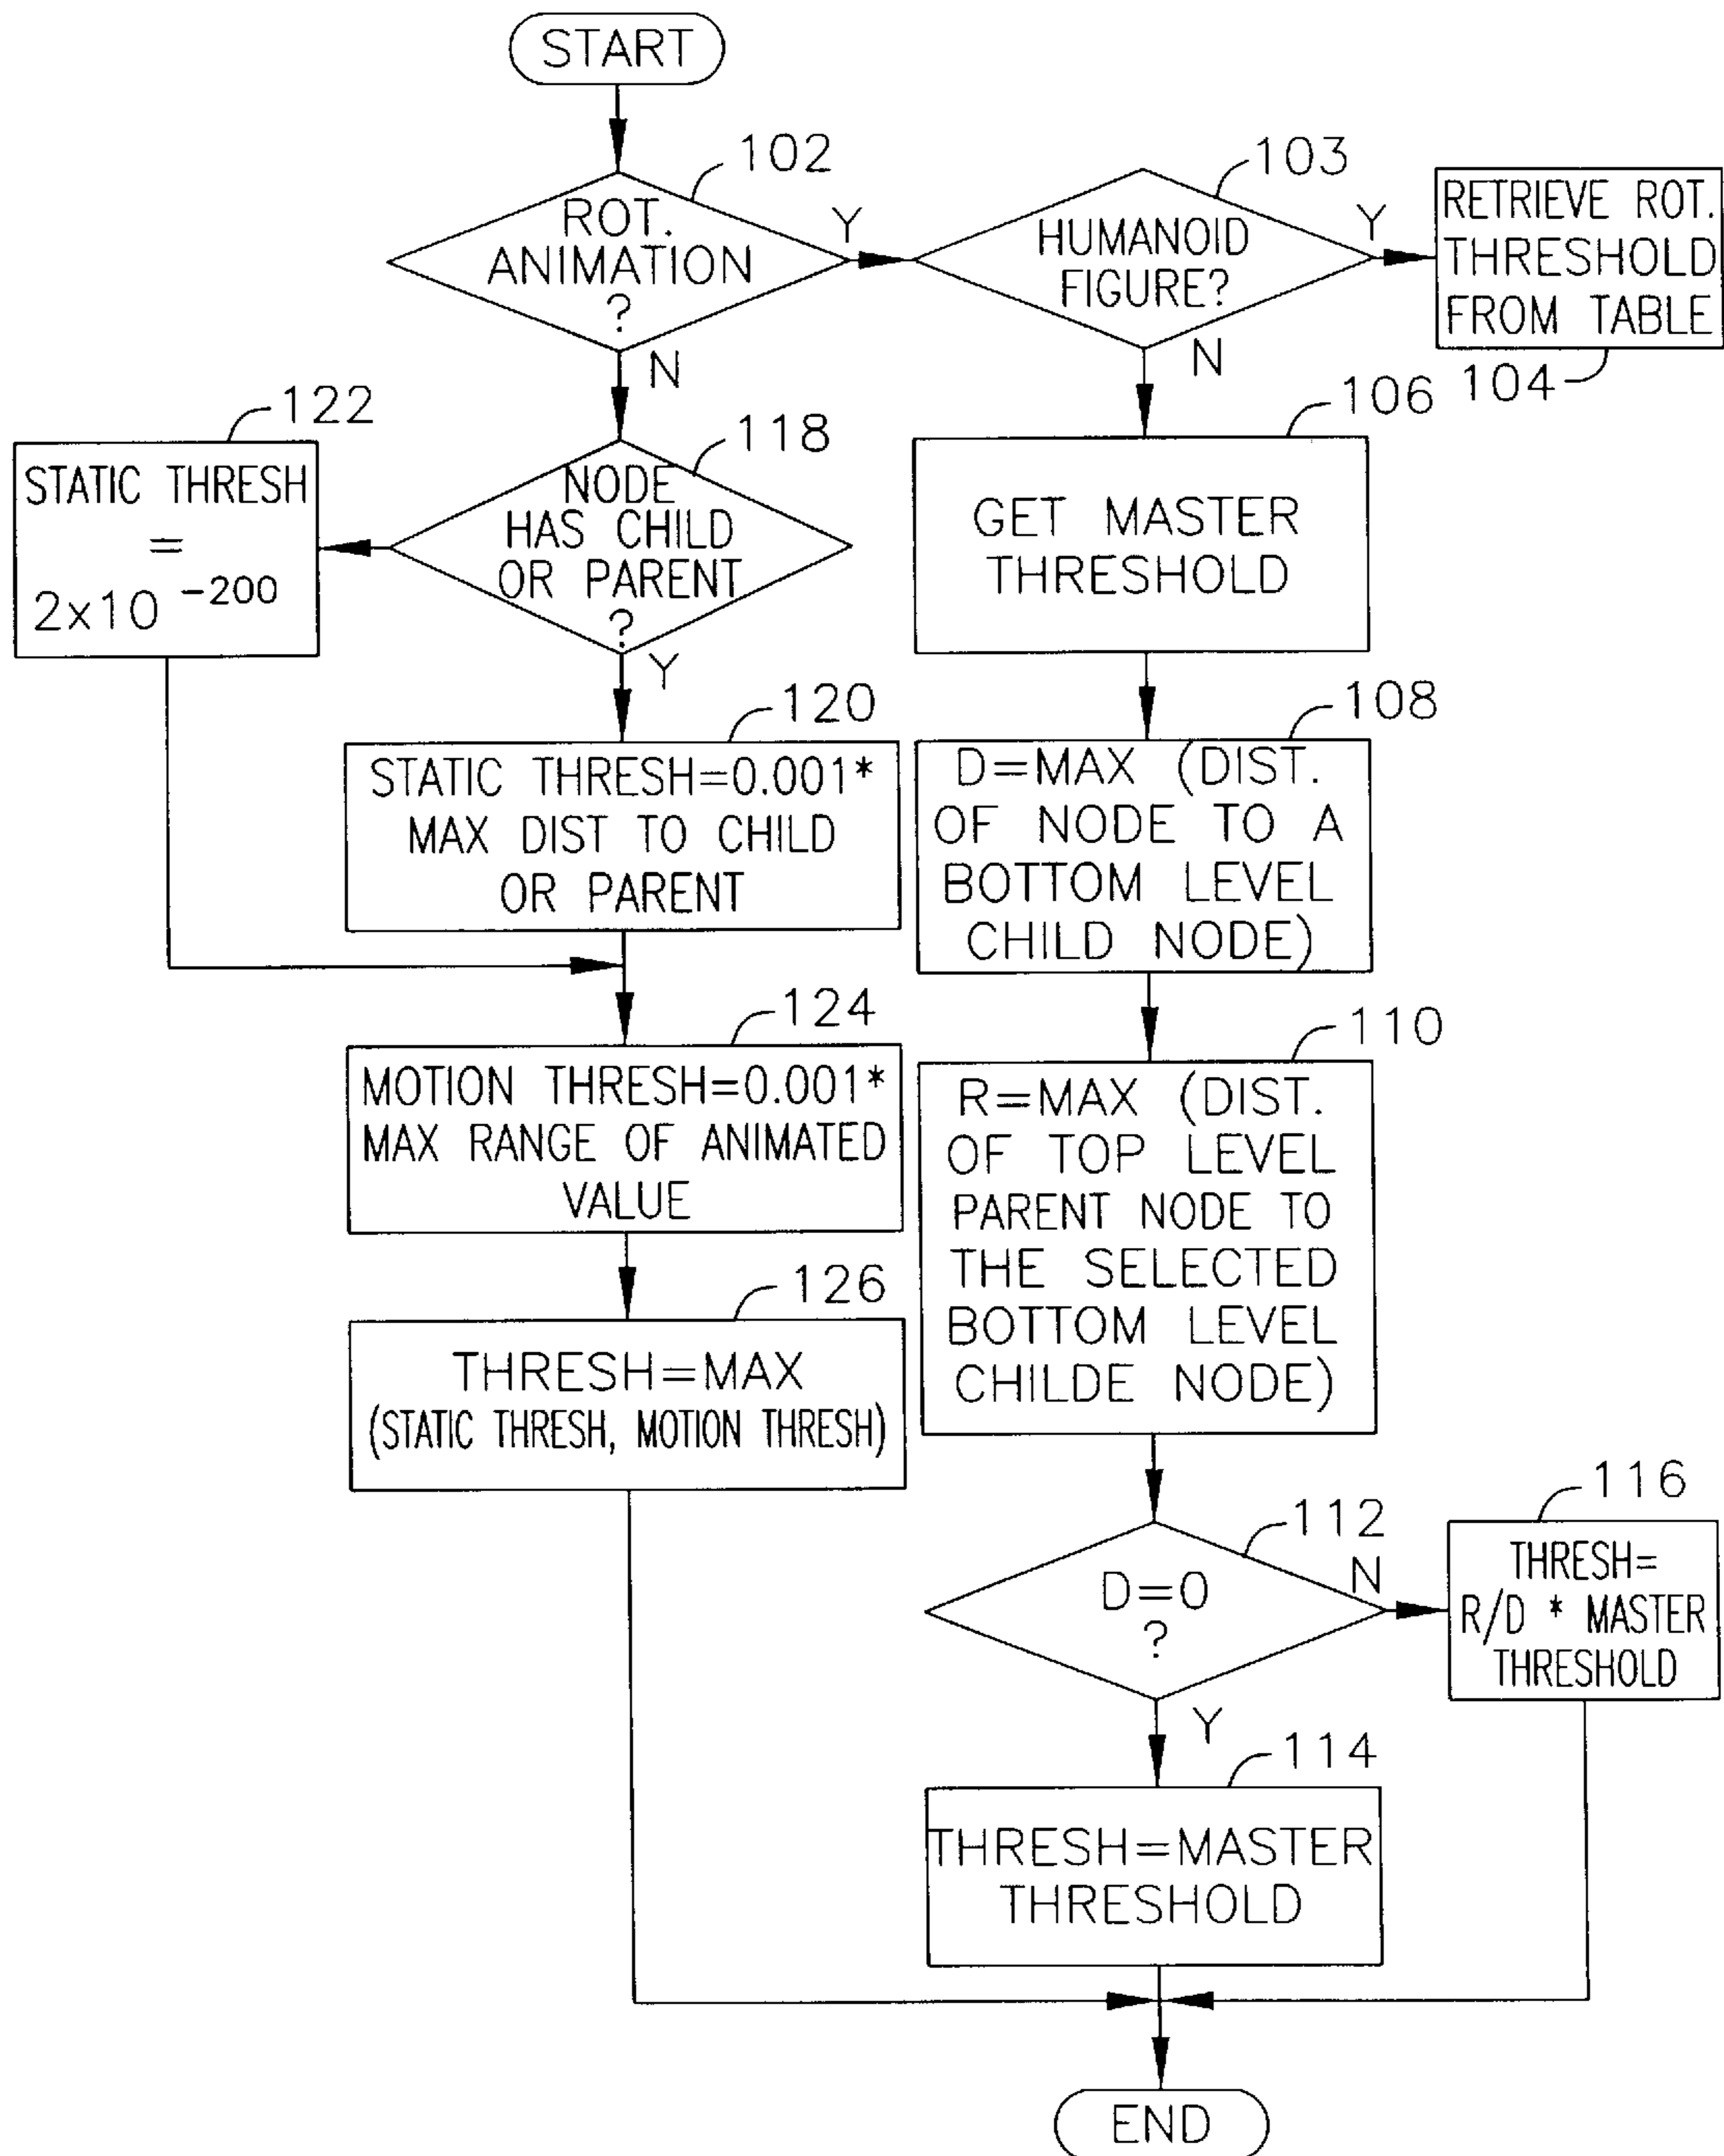 START
102
ROT.
ANIMATION
?
Y
N
103
HUMANOID
FIGURE?
Y
N
RETRIEVE ROT.
THRESHOLD
FROM TABLE
104
122
STATIC THRESH
=
2x10 -200
118
NODE
HAS CHILD
OR PARENT
?
Y
106
GET MASTER
THRESHOLD
120
STATIC THRESH=0.001*
MAX DIST TO CHILD
OR PARENT
108
D=MAX (DIST.
OF NODE TO A
BOTTOM LEVEL
CHILD NODE)
124
MOTION THRESH=0.001*
MAX RANGE OF ANIMATED
VALUE
110
R=MAX (DIST.
OF TOP LEVEL
PARENT NODE TO
THE SELECTED
BOTTOM LEVEL
CHILDE NODE)
126
THRESH=MAX
(STATIC THRESH, MOTION THRESH)
112
D=0
?
N
Y
116
THRESH=
R/D * MASTER
THRESHOLD
114
THRESH=MASTER
THRESHOLD
END